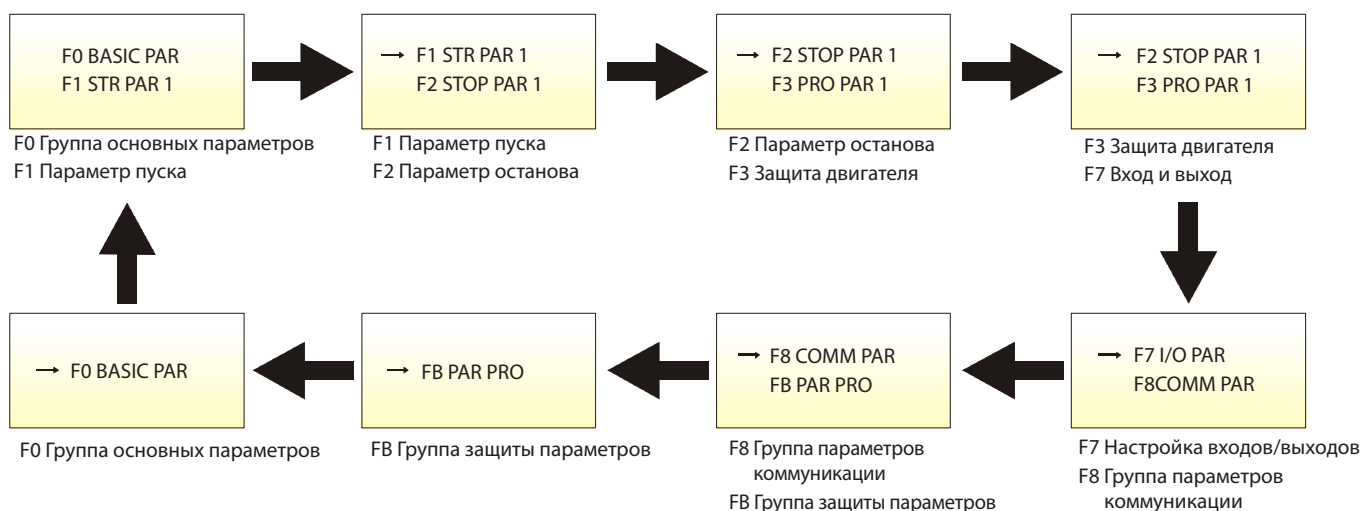 F0 BASIC PAR
F1 STR PAR 1
F0 Группа основных параметров
F1 Параметр пуска
→ F1 STR PAR 1
F2 STOP PAR 1
F1 Параметр пуска
F2 Параметр останова
→ F2 STOP PAR 1
F3 PRO PAR 1
F2 Параметр останова
F3 Защита двигателя
→ F2 STOP PAR 1
F3 PRO PAR 1
F3 Защита двигателя
F7 Вход и выход
→ F0 BASIC PAR
F0 Группа основных параметров
→ FB PAR PRO
FB Группа защиты параметров
→ F8 COMM PAR
FB PAR PRO
F8 Группа параметров
коммуникации
FB Группа защиты параметров
→ F7 I/O PAR
F8COMM PAR
F7 Настройка входов/выходов
F8 Группа параметров
коммуникации